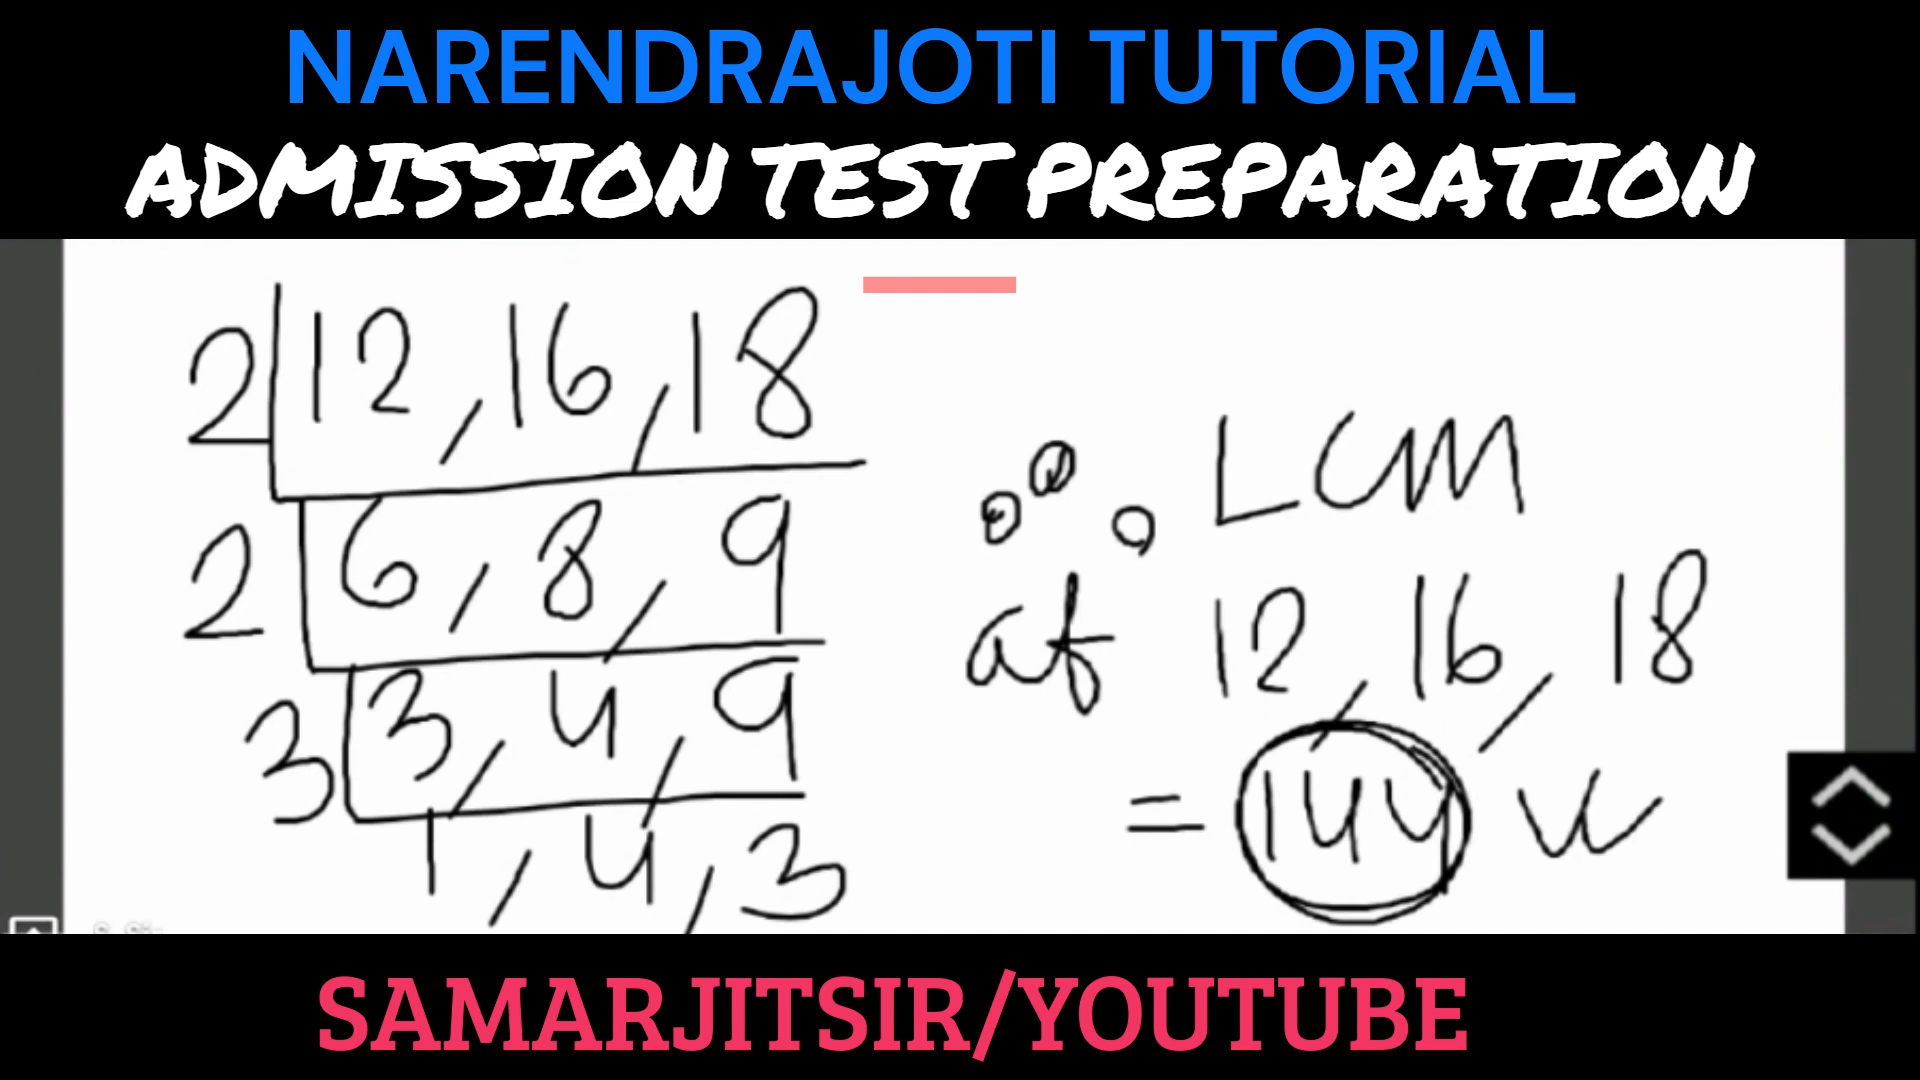 NARENDRAJOTI TUTORIAL
ADMISSION TEST PREPARATION
2 12, 16, 18
2 6, 8, 9
3 3, 4, 9
1, 4, 3
LCM
of 12, 16, 18
= 144
SAMARJITSIR/YOUTUBE